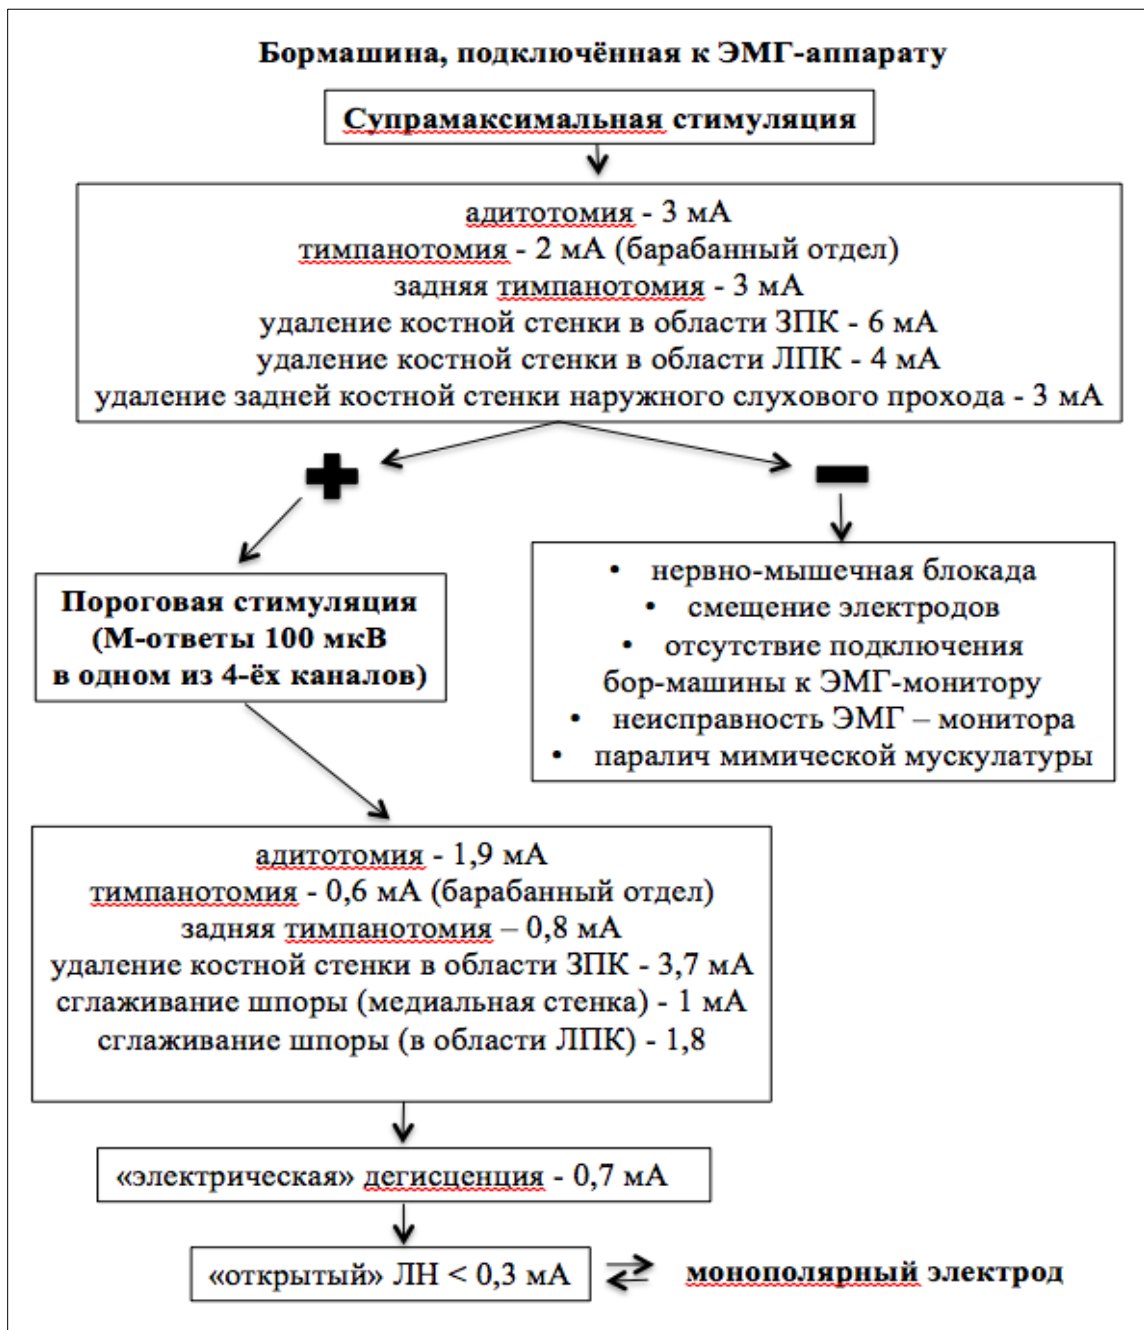 Бормашина, подключённая к ЭМГ-аппарату
Супрамаксимальная стимуляция
адитотомия - 3 мА
тимпанотомия - 2 мА (барабанный отдел)
задняя тимпанотомия - 3 мА
удаление костной стенки в области ЗПК - 6 мА
удаление костной стенки в области ЛПК - 4 мА
удаление задней костной стенки наружного слухового прохода - 3 мА
Пороговая стимуляция
(М-ответы 100 мкВ
в одном из 4-ёх каналов)
• нервно-мышечная блокада
• смещение электродов
• отсутствие подключения
бор-машины к ЭМГ-монитору
• неисправность ЭМГ – монитора
• паралич мимической мускулатуры
адитотомия - 1,9 мА
тимпанотомия - 0,6 мА (барабанный отдел)
задняя тимпанотомия – 0,8 мА
удаление костной стенки в области ЗПК - 3,7 мА
сглаживание шпоры (медиальная стенка) - 1 мА
сглаживание шпоры (в области ЛПК) - 1,8
«электрическая» дегисценция - 0,7 мА
«открытый» ЛН < 0,3 мА
монополярный электрод